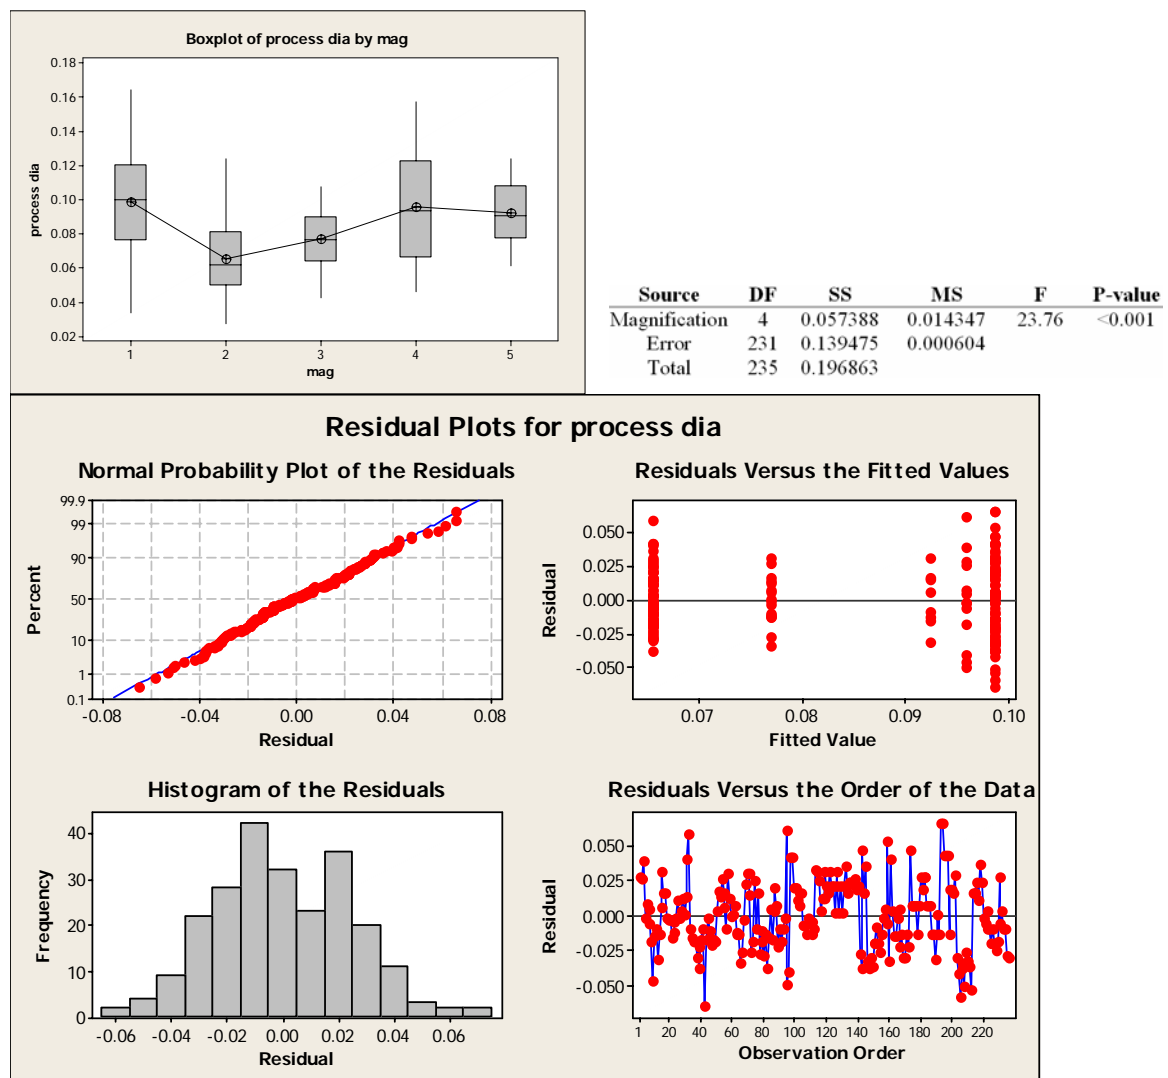 Boxplot of process dia by mag
0.18
0.16
0.14
0.12
0.10
0.08
0.06
0.04
0.02
process dia
1 2 3 4 5
mag
Source DF SS MS F P-value
Magnification 4 0.057388 0.014347 23.76 <0.001
Error 231 0.139475 0.000604
Total 235 0.196863
Residual Plots for process dia
Normal Probability Plot of the Residuals
99.9
99
90
50
10
1
0.1
Percent
-0.08 -0.04 0.00 0.04 0.08
Residual
Residuals Versus the Fitted Values
0.050
0.025
0.000
-0.025
-0.050
Residual
0.07 0.08 0.09 0.10
Fitted Value
Histogram of the Residuals
40
30
20
10
0
Frequency
-0.06 -0.04 -0.02 0.00 0.02 0.04 0.06
Residual
Residuals Versus the Order of the Data
0.050
0.025
0.000
-0.025
-0.050
Residual
1 20 40 60 80 100 120 140 160 180 200 220
Observation Order